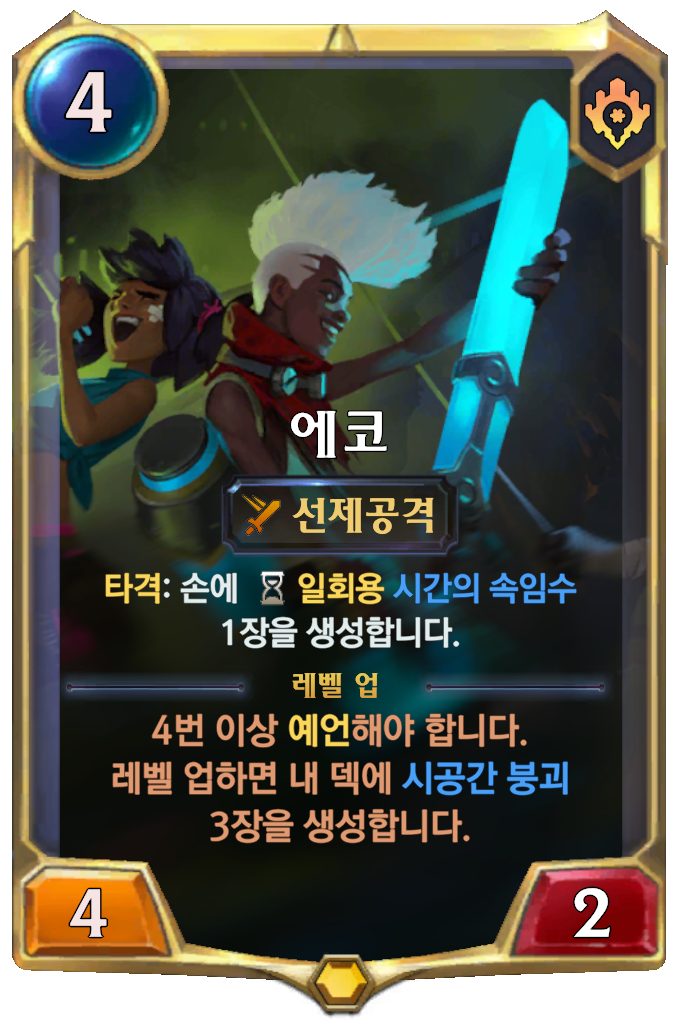 4
에코
선제공격
타격: 손에 일회용 시간의 속임수
1장을 생성합니다.
레벨 업
4번 이상 예언해야 합니다.
레벨 업하면 내 덱에 시공간 붕괴
3장을 생성합니다.
4
2